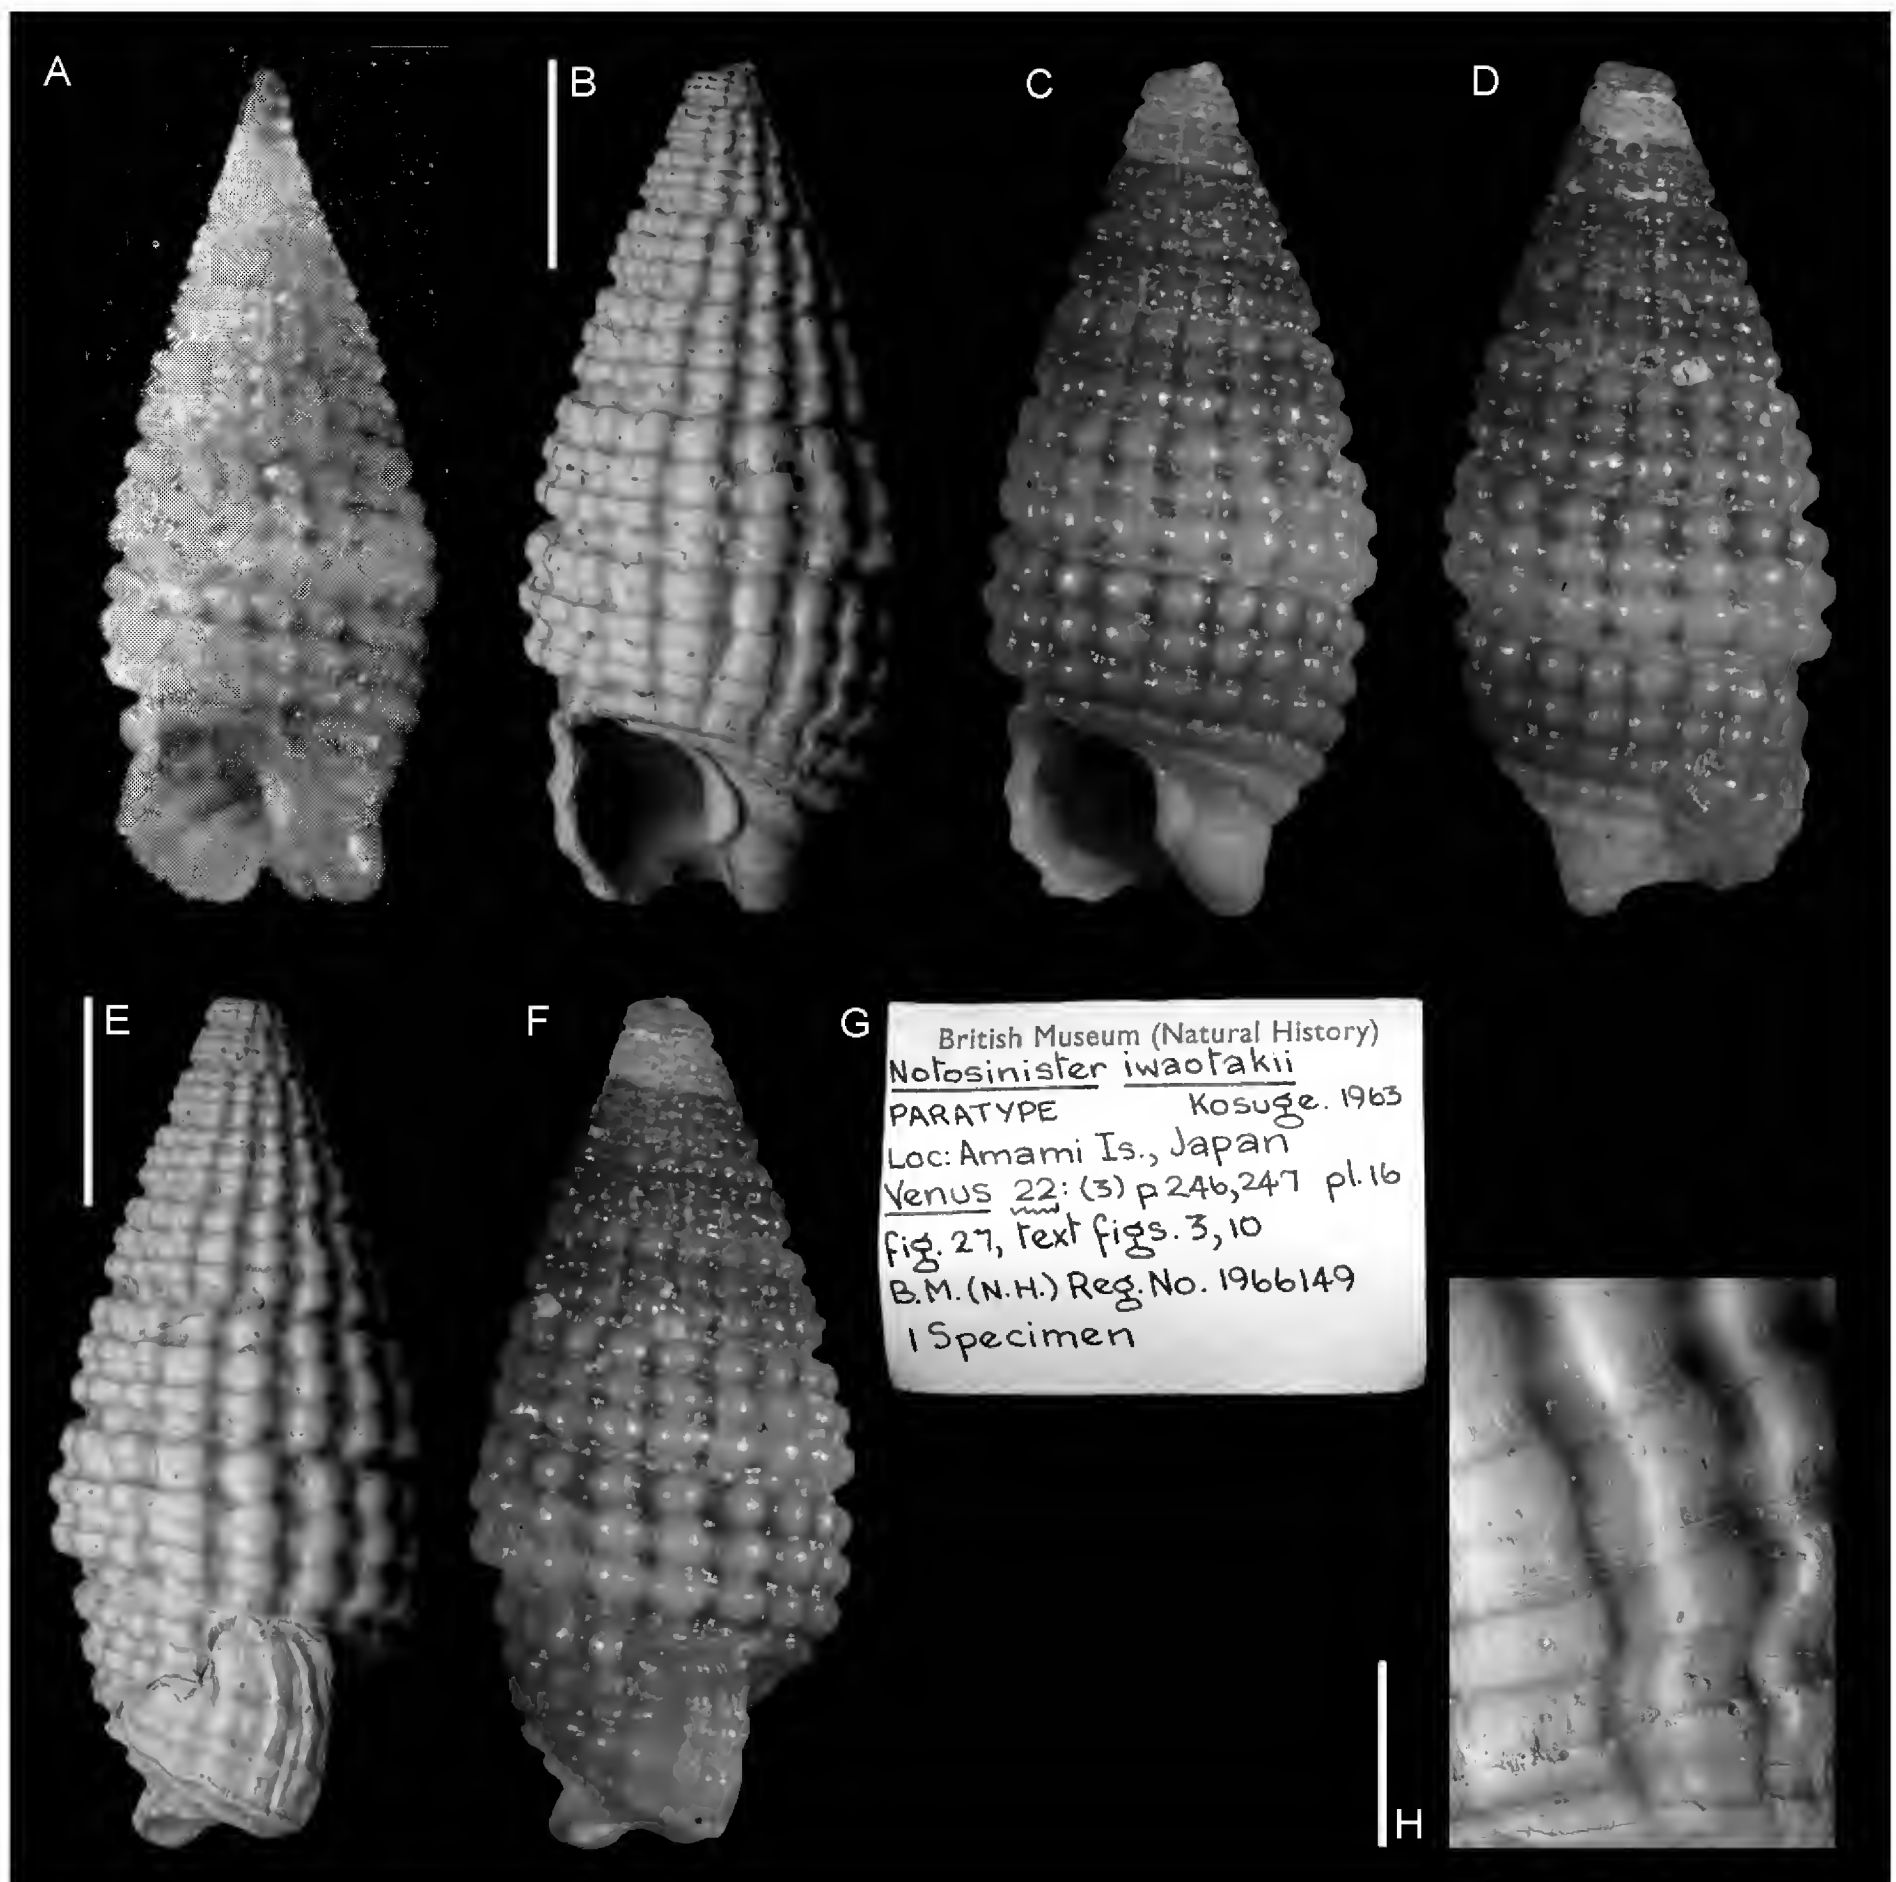 A
B
C
D
E
F
G
British Museum (Natural History)
Notosinister iwaotakii
PARATYPE Kosuge. 1963
Loc: Amami Is., Japan
Venus 22: (3) p 246,247 pl. 16
fig. 27, text figs. 3, 10
B.M. (N.H.) Reg. No. 1966149
1 Specimen
H